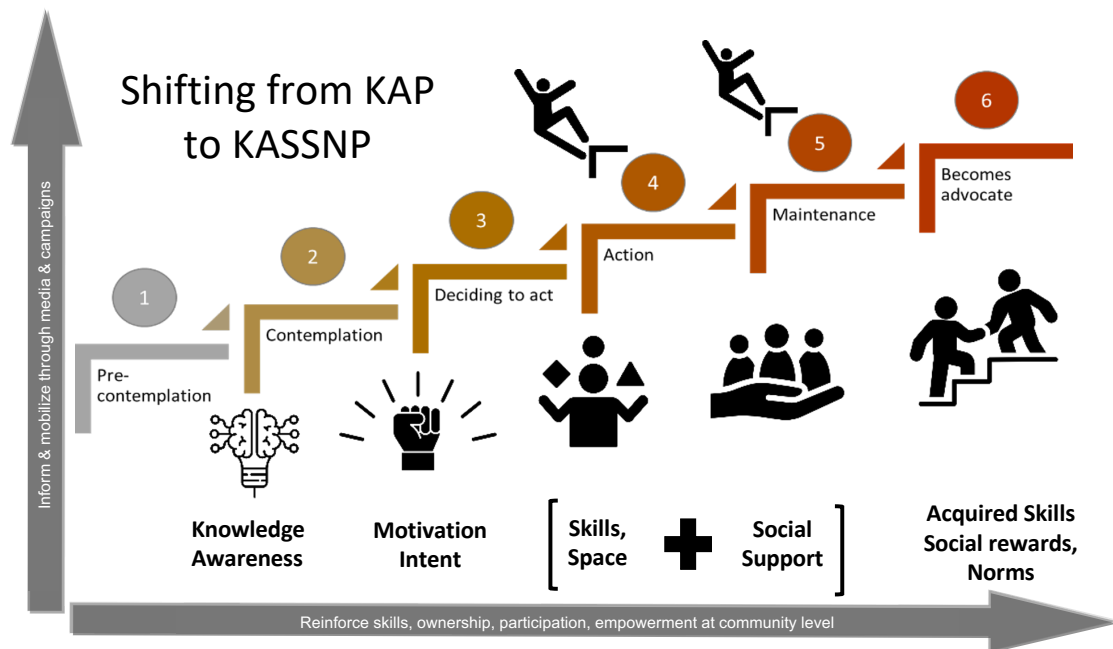 Shifting from KAP
to KASSNP
1
Pre-
contemplation
2
Contemplation
3
Deciding to act
4
Action
5
Maintenance
6
Becomes
advocate
Inform & mobilize through media & campaigns
Knowledge
Awareness
Motivation
Intent
Skills,
Space
Social
Support
Acquired Skills
Social rewards,
Norms
Reinforce skills, ownership, participation, empowerment at community level